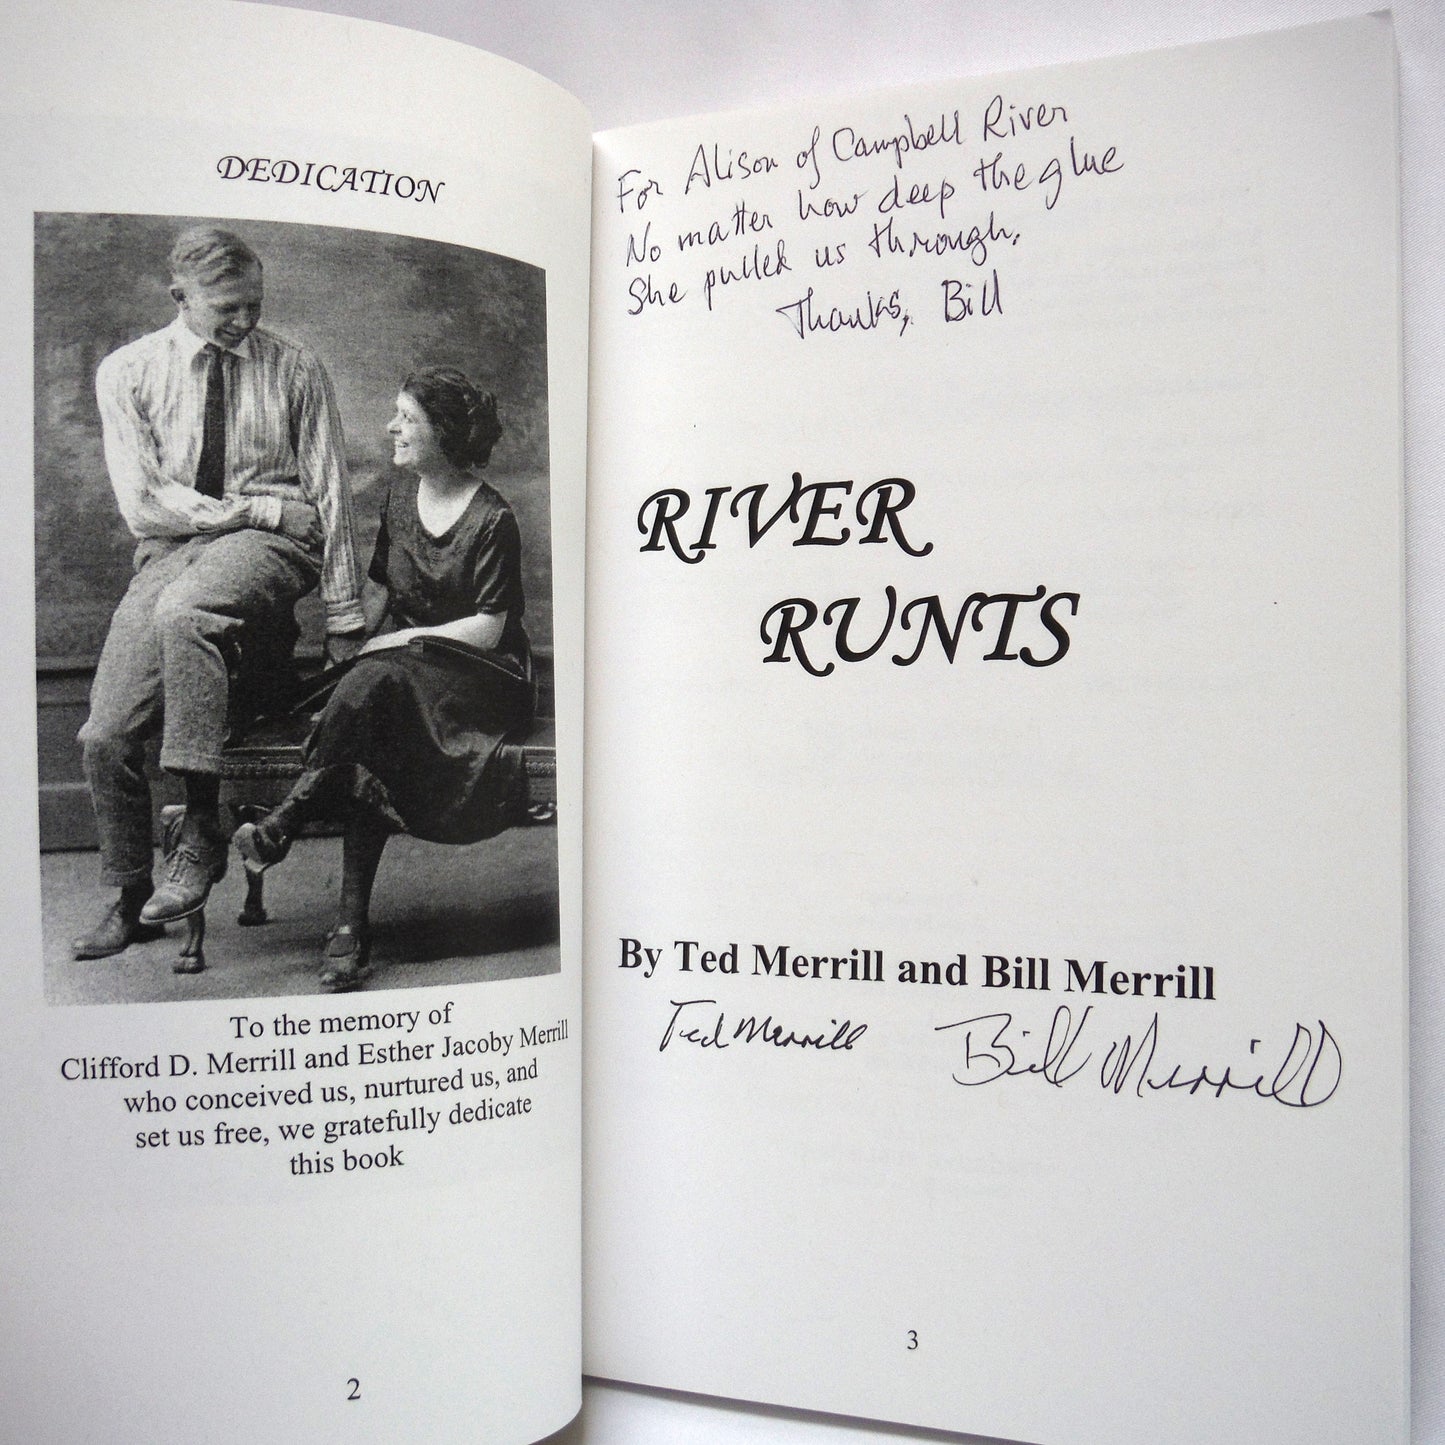 DEDICATION
To the memory of
Clifford D. Merrill and Esther Jacoby Merrill
who conceived us, nurtured us, and
set us free, we gratefully dedicate
this book
2
For Alison of Campbell River
No matter how deep the glue
She pulled us through.
Thanks, Bill
RIVER
RUNTS
By Ted Merrill and Bill Merrill
Ted Merrill Bill Merrill
3